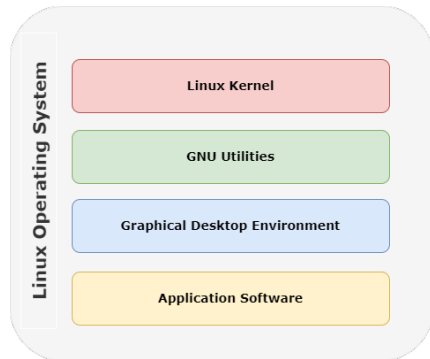 Linux Operating System
Linux Kernel
GNU Utilities
Graphical Desktop Environment
Application Software